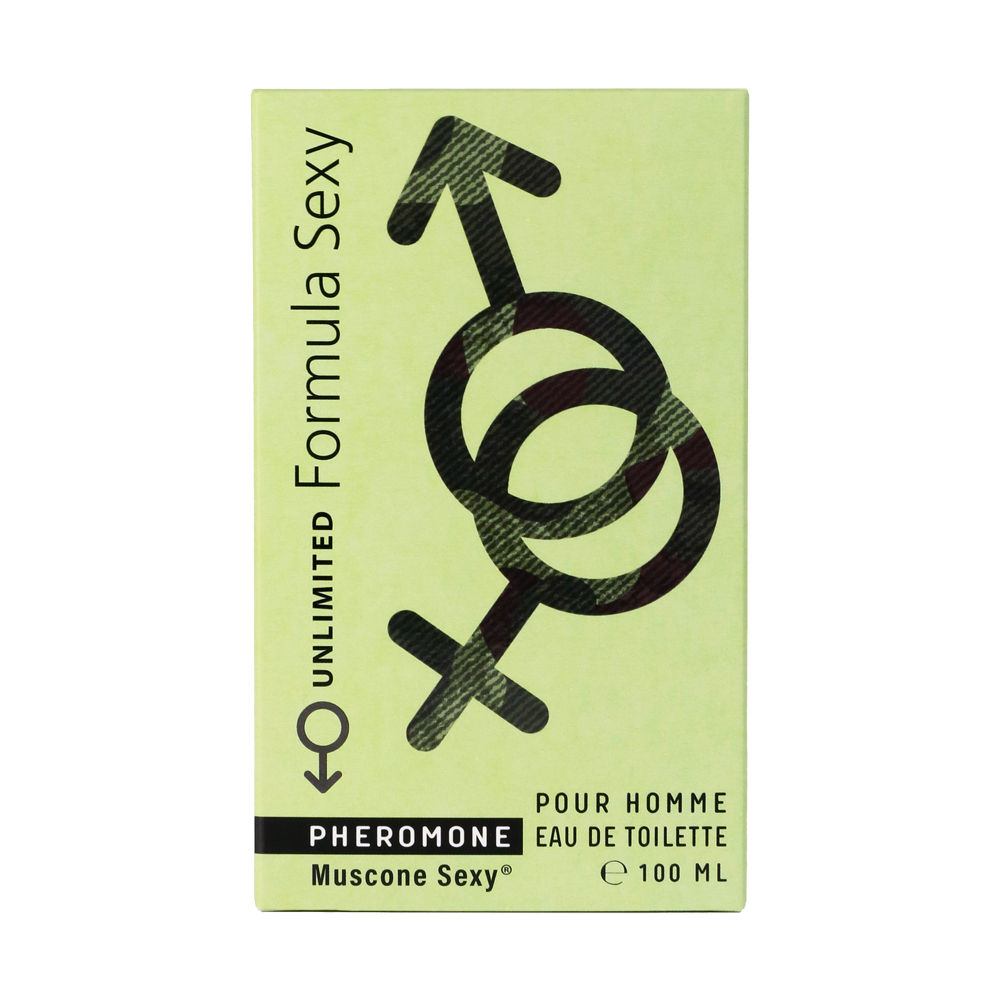 UNLIMITED Formula Sexy
PHEROMONE
Muscone Sexy®
POUR HOMME
EAU DE TOILETTE
℮ 100 ML